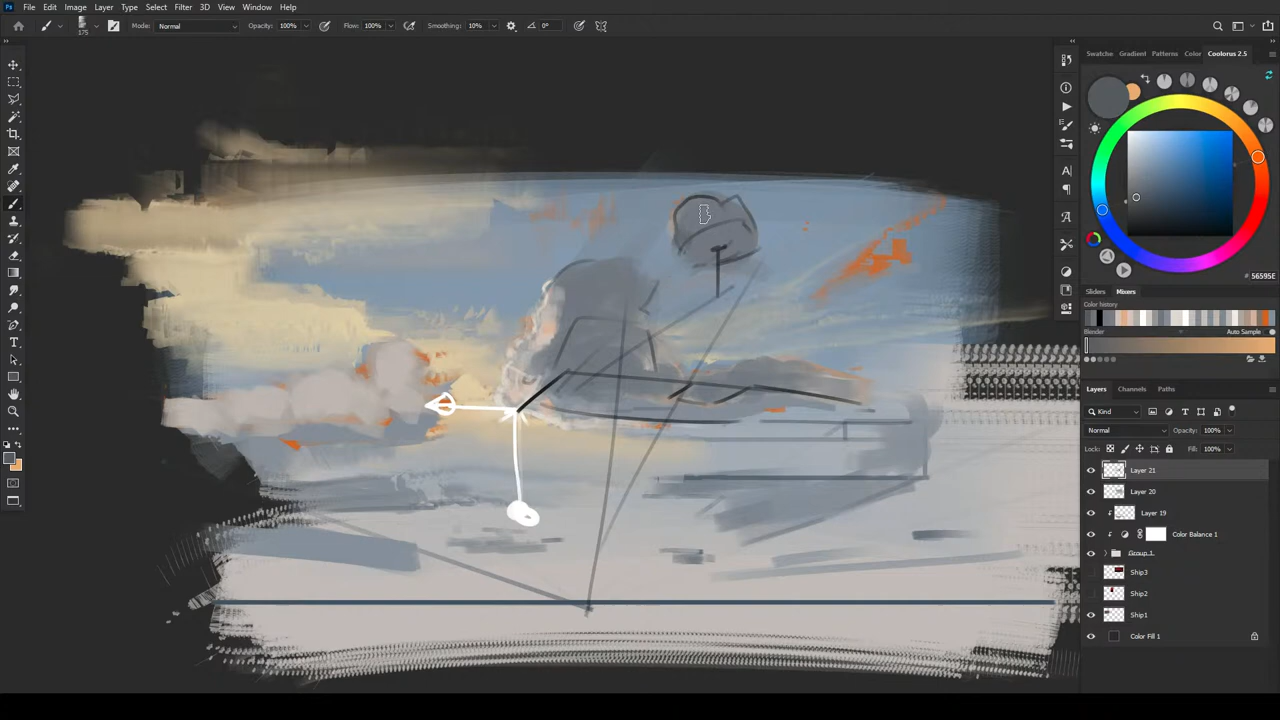 Ps File Edit Image Layer Type Select Filter 3D View Window Help
175 Mode: Normal Opacity: 100% Flow: 100% Smoothing: 10% 0°
Swatche Gradient Patterns Color Coolorus 2.5
# 56595E
Sliders Mixers
Color history
Blender Auto Sample
Layers Channels Paths
Kind
Normal Opacity: 100%
Lock: Fill: 100%
Layer 21
Layer 20
Layer 19
Color Balance 1
Group 1
Ship3
Ship2
Ship1
Color Fill 1